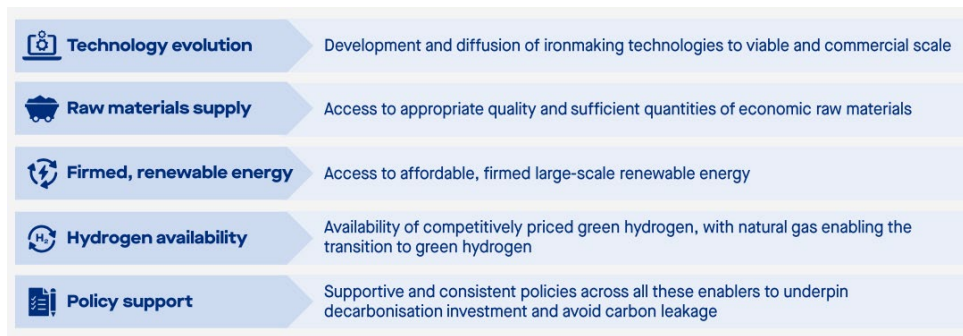 Technology evolution
Development and diffusion of ironmaking technologies to viable and commercial scale
Raw materials supply
Access to appropriate quality and sufficient quantities of economic raw materials
Firmed, renewable energy
Access to affordable, firmed large-scale renewable energy
H₂
Hydrogen availability
Availability of competitively priced green hydrogen, with natural gas enabling the
transition to green hydrogen
Policy support
Supportive and consistent policies across all these enablers to underpin
decarbonisation investment and avoid carbon leakage